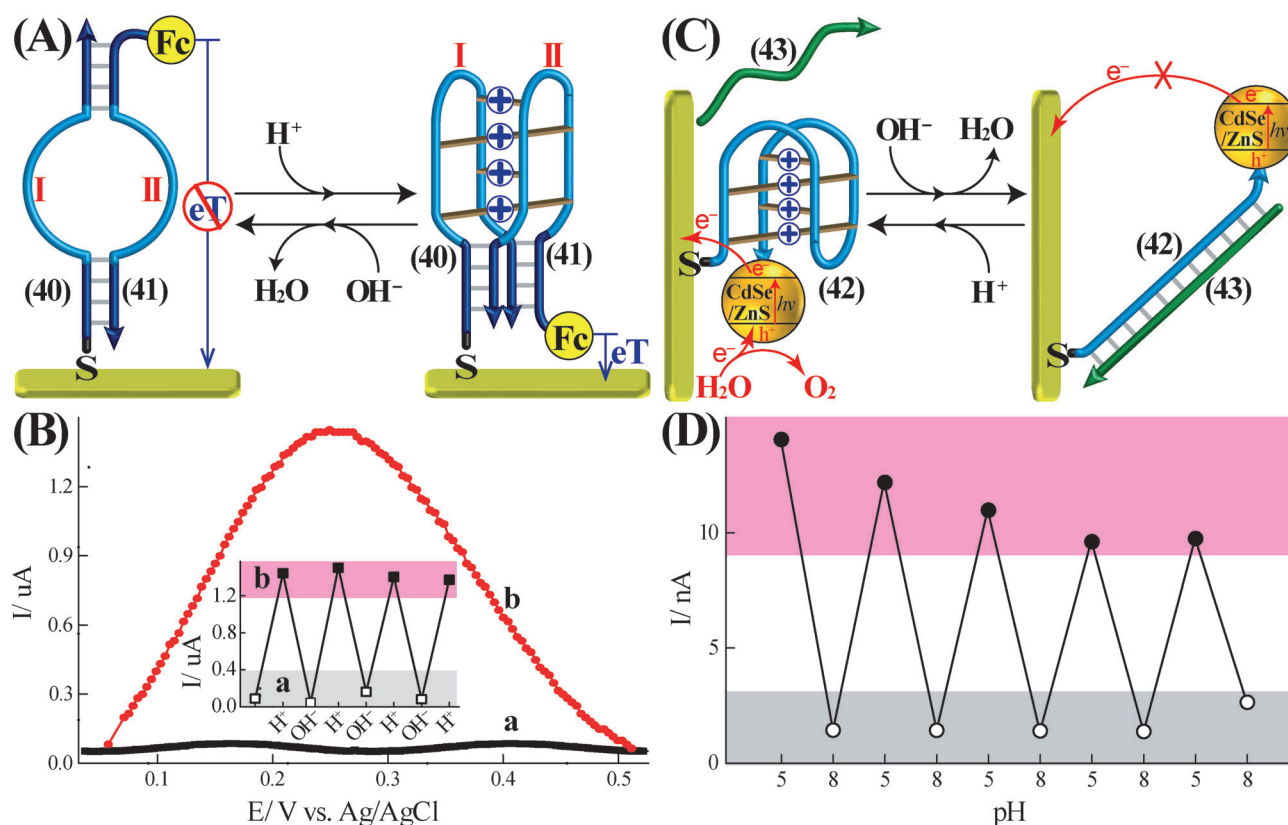 (A)
Fc
I
II
eT
(40)
(41)
S
H⁺
H₂O
OH⁻
I
II
(40)
(41)
Fc
eT
S
(C)
(43)
e⁻
S
e⁻
CdSe
/ZnS
hν
h⁺
(42)
e⁻
H₂O
O₂
OH⁻
H₂O
H⁺
e⁻
e⁻
CdSe
/ZnS
hν
h⁺
(42)
(43)
S
(B)
I/ uA
1.2
0.9
0.6
0.3
0.0
0.1
0.2
0.3
0.4
0.5
E/ V vs. Ag/AgCl
b
a
I/ uA
1.2
0.8
0.4
0.0
b
a
H⁺
OH⁻
H⁺
OH⁻
H⁺
OH⁻
H⁺
(D)
I/ nA
10
5
0
5
8
5
8
5
8
5
8
5
8
pH